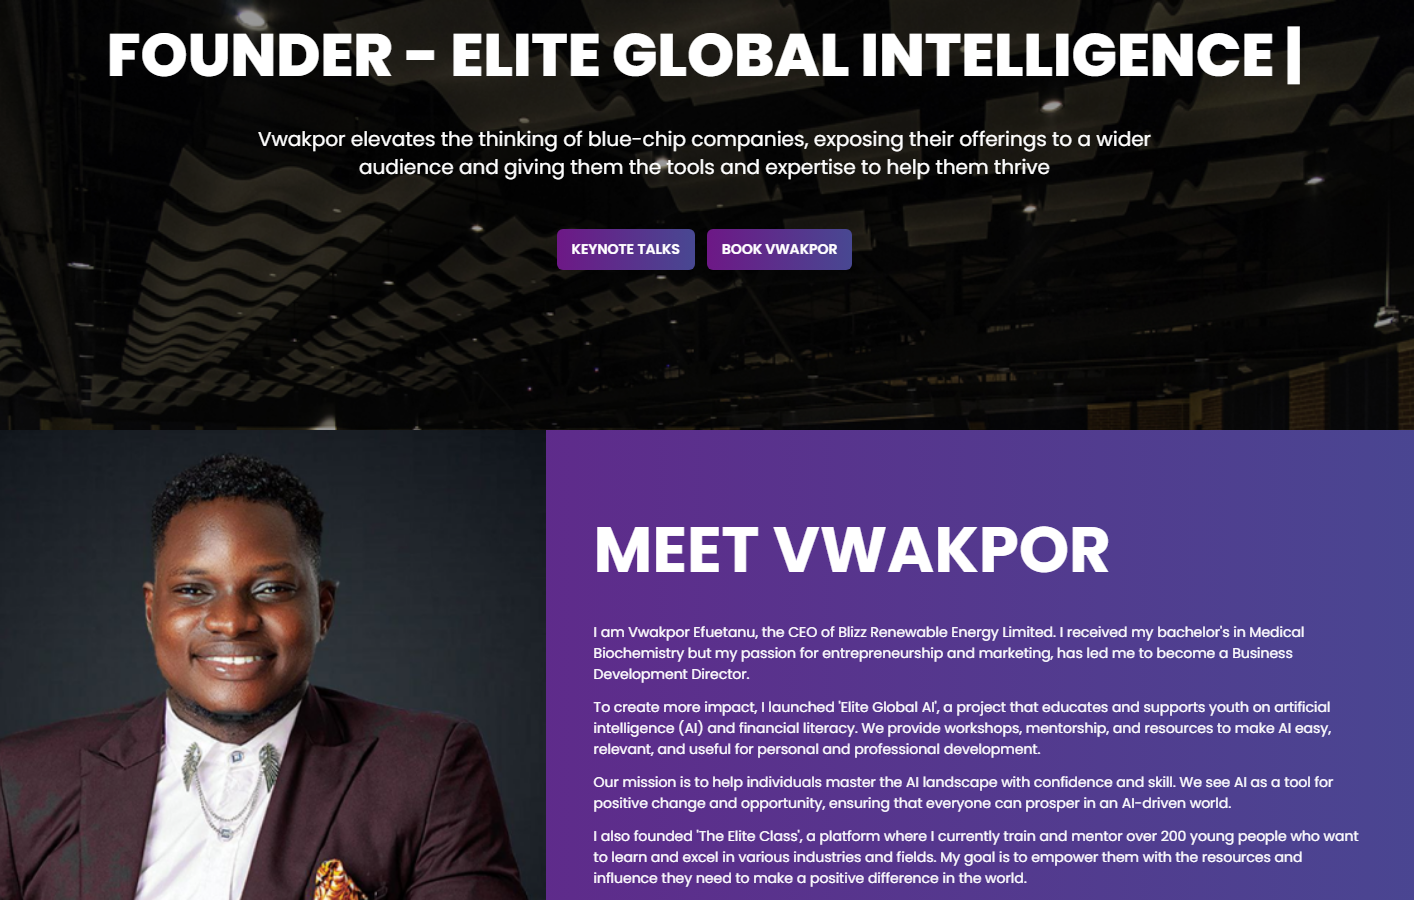 FOUNDER - ELITE GLOBAL INTELLIGENCE|
Vwakpor elevates the thinking of blue-chip companies, exposing their offerings to a wider
audience and giving them the tools and expertise to help them thrive
KEYNOTE TALKS
BOOK VWAKPOR
MEET VWAKPOR
I am Vwakpor Efuetanu, the CEO of Blizz Renewable Energy Limited. I received my bachelor's in Medical
Biochemistry but my passion for entrepreneurship and marketing, has led me to become a Business
Development Director.
To create more impact, I launched 'Elite Global AI', a project that educates and supports youth on artificial
intelligence (AI) and financial literacy. We provide workshops, mentorship, and resources to make AI easy,
relevant, and useful for personal and professional development.
Our mission is to help individuals master the AI landscape with confidence and skill. We see AI as a tool for
positive change and opportunity, ensuring that everyone can prosper in an AI-driven world.
I also founded 'The Elite Class', a platform where I currently train and mentor over 200 young people who want
to learn and excel in various industries and fields. My goal is to empower them with the resources and
influence they need to make a positive difference in the world.